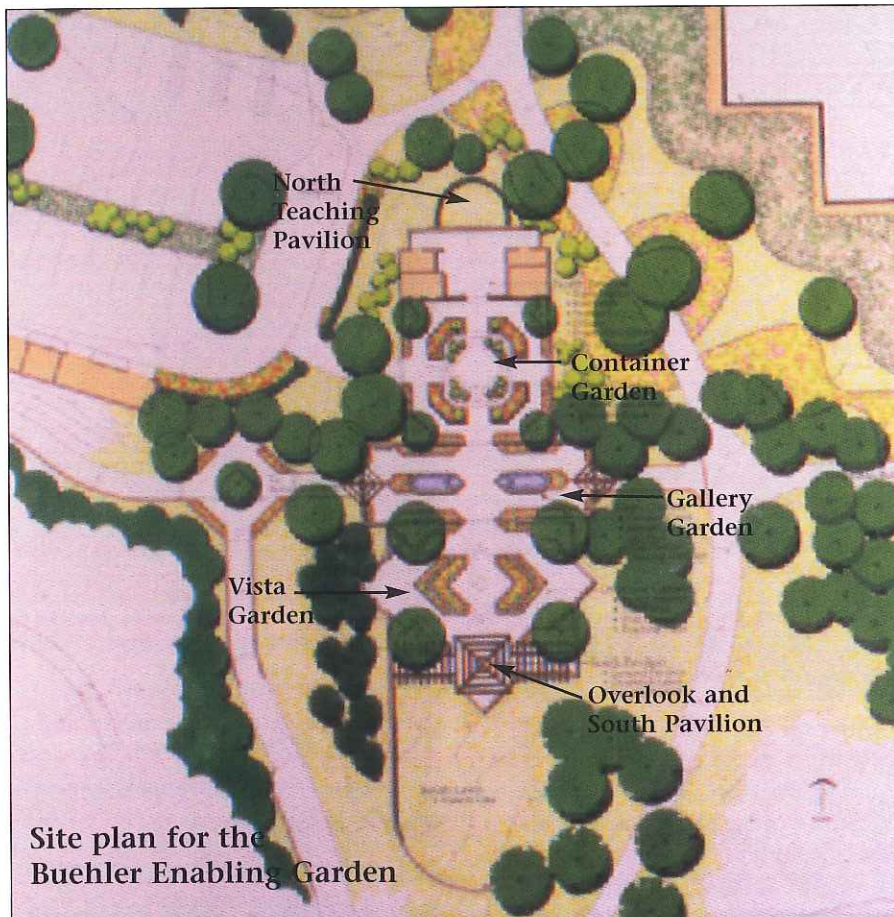 North
Teaching
Pavilion
Container
Garden
Gallery
Garden
Vista
Garden
Overlook and
South Pavilion
Site plan for the
Buehler Enabling Garden